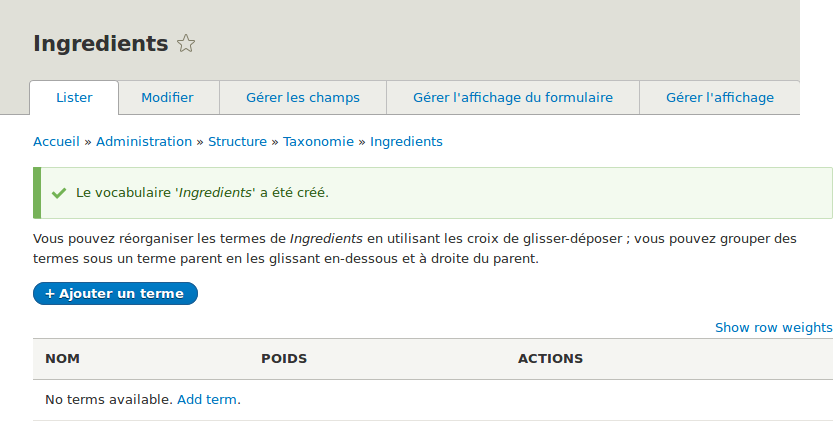 Ingredients
Lister Modifier Gérer les champs Gérer l'affichage du formulaire Gérer l'affichage
Accueil » Administration » Structure » Taxonomie » Ingredients
Le vocabulaire 'Ingredients' a été créé.
Vous pouvez réorganiser les termes de Ingredients en utilisant les croix de glisser-déposer ; vous pouvez grouper des
termes sous un terme parent en les glissant en-dessous et à droite du parent.
+ Ajouter un terme
Show row weights
NOM POIDS ACTIONS
No terms available. Add term.